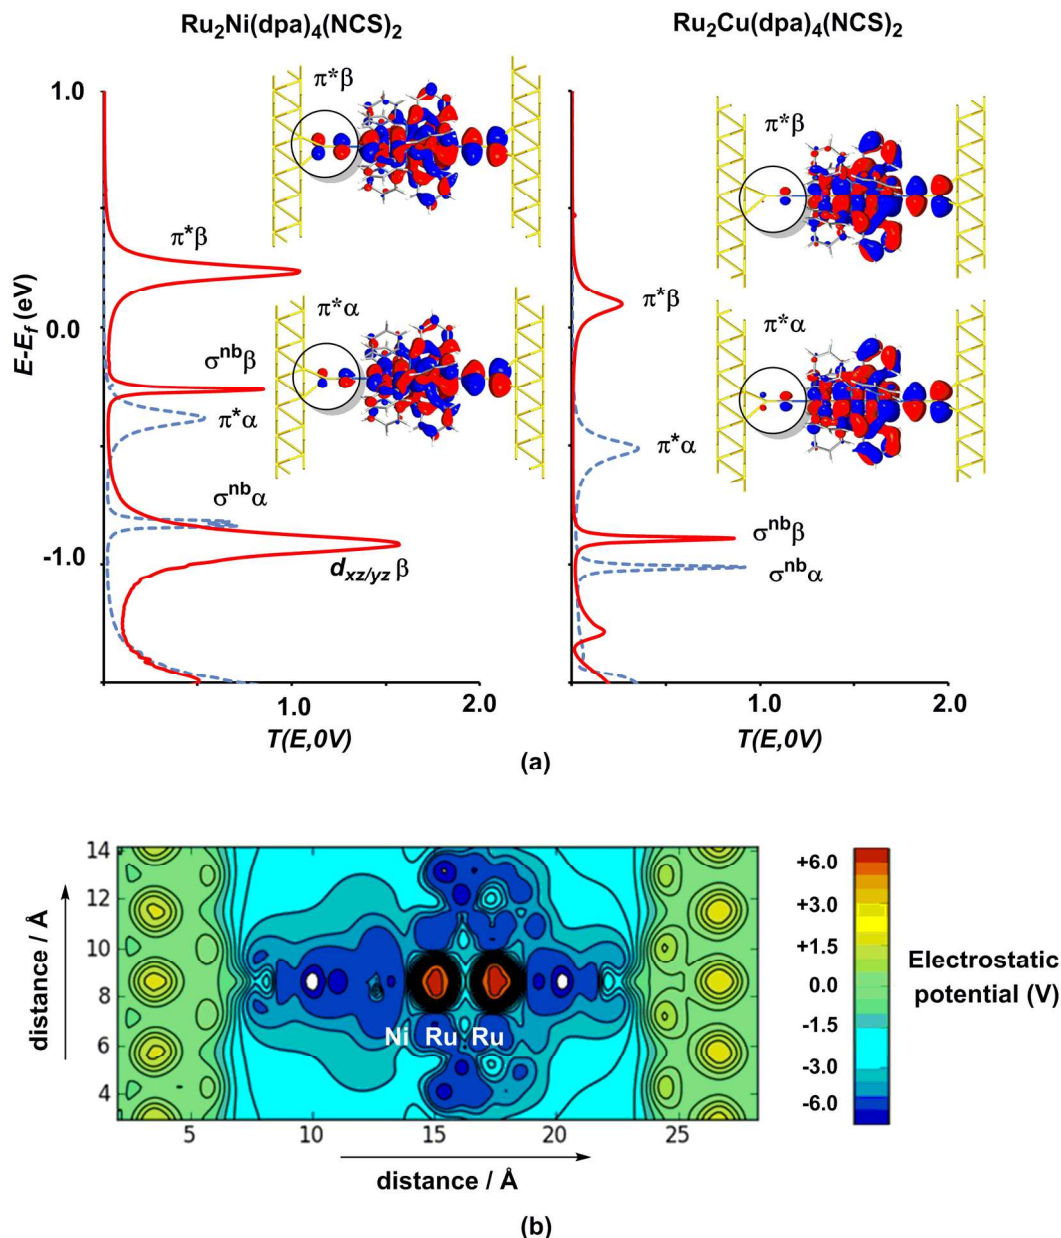 Ru₂Ni(dpa)₄(NCS)₂
Ru₂Cu(dpa)₄(NCS)₂
1.0
0.0
-1.0
E-E_f (eV)
π*β
π*β
σⁿᵇβ
π*α
π*α
σⁿᵇα
d_xz/yz β
1.0
2.0
T(E,0V)
π*β
π*β
π*α
π*α
σⁿᵇβ
σⁿᵇα
1.0
2.0
T(E,0V)
(a)
14
12
10
8
6
4
distance / Å
Ni Ru Ru
5 10 15 20 25
distance / Å
+6.0
+3.0
+1.5
0.0
-1.5
-3.0
-6.0
Electrostatic
potential (V)
(b)